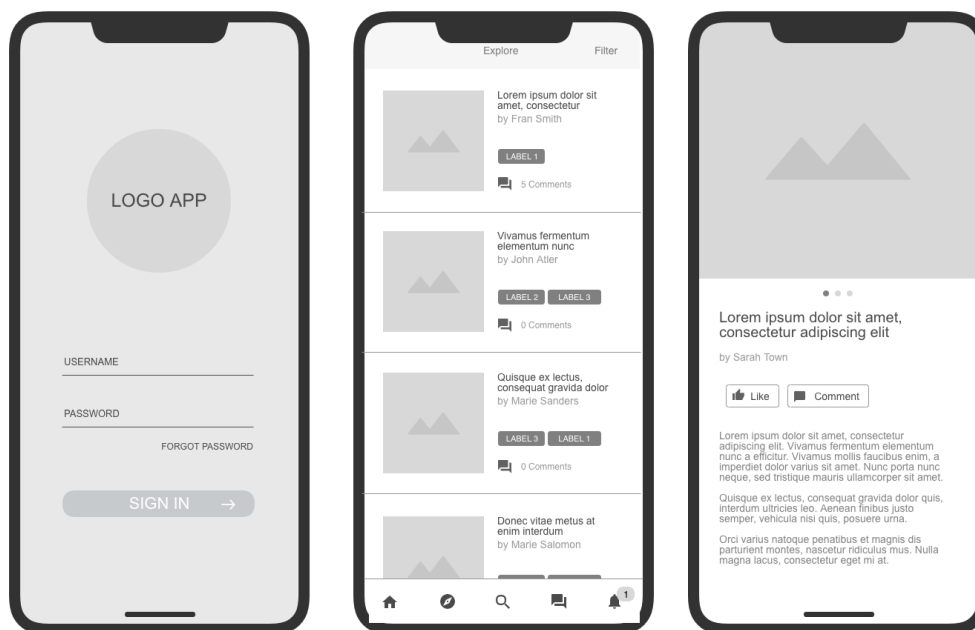 LOGO APP
USERNAME
PASSWORD
FORGOT PASSWORD
SIGN IN
Explore
Filter
Lorem ipsum dolor sit
amet, consectetur
by Fran Smith
LABEL 1
5 Comments
Vivamus fermentum
elementum nunc
by John Atler
LABEL 2
LABEL 3
0 Comments
Quisque ex lectus,
consequat gravida dolor
by Marie Sanders
LABEL 3
LABEL 1
0 Comments
Donec vitae metus at
enim interdum
by Marie Salomon
1
Lorem ipsum dolor sit amet,
consectetur adipiscing elit
by Sarah Town
Like
Comment
Lorem ipsum dolor sit amet, consectetur
adipiscing elit. Vivamus fermentum elementum
nunc a efficitur. Vivamus mollis faucibus enim, a
imperdiet dolor varius sit amet. Nunc porta nunc
neque, sed tristique mauris ullamcorper sit amet.
Quisque ex lectus, consequat gravida dolor quis,
interdum ultricies leo. Aenean finibus justo
semper, vehicula nisi quis, posuere urna.
Orci varius natoque penatibus et magnis dis
parturient montes, nascetur ridiculus mus. Nulla
magna lacus, consectetur eget mi at.